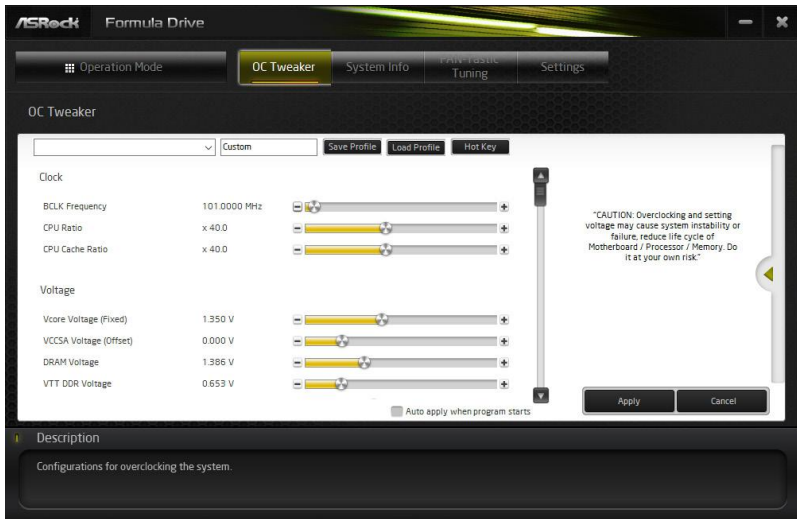 ASRock Formula Drive
Operation Mode
OC Tweaker
System Info
FAN-Tastic
Tuning
Settings
OC Tweaker
Custom
Save Profile
Load Profile
Hot Key
Clock
BCLK Frequency 101.0000 MHz
CPU Ratio x 40.0
CPU Cache Ratio x 40.0
Voltage
Vcore Voltage (Fixed) 1.350 V
VCCSA Voltage (Offset) 0.000 V
DRAM Voltage 1.386 V
VTT DDR Voltage 0.653 V
Auto apply when program starts
"CAUTION: Overclocking and setting
voltage may cause system instability or
failure, reduce life cycle of
Motherboard / Processor / Memory. Do
it at your own risk."
Apply
Cancel
Description
Configurations for overclocking the system.